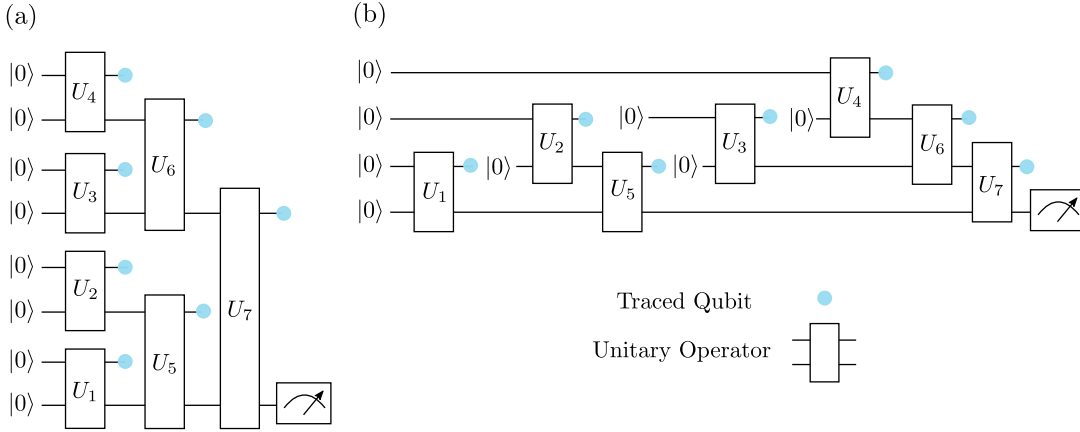 (a)
|0⟩
|0⟩
|0⟩
|0⟩
|0⟩
|0⟩
|0⟩
|0⟩
U₄
U₃
U₂
U₁
U₆
U₅
U₇
(b)
|0⟩
|0⟩
|0⟩
|0⟩
U₁
|0⟩
U₂
U₅
|0⟩
|0⟩
U₃
|0⟩
U₄
U₆
U₇
Traced Qubit
Unitary Operator